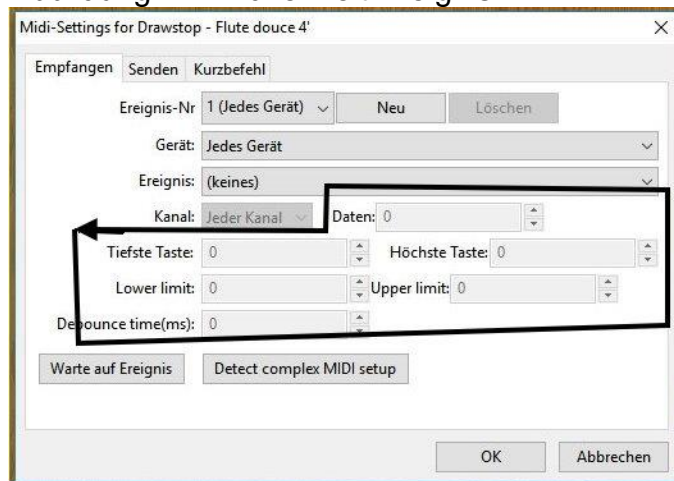 Midi-Settings for Drawstop - Flute douce 4'
Empfangen Senden Kurzbefehl
Ereignis-Nr 1 (Jedes Gerät) Neu Löschen
Gerät: Jedes Gerät
Ereignis: (keines)
Kanal: Jeder Kanal Daten: 0
Tiefste Taste: 0 Höchste Taste: 0
Lower limit: 0 Upper limit: 0
Debounce time(ms): 0
Warte auf Ereignis Detect complex MIDI setup
OK Abbrechen